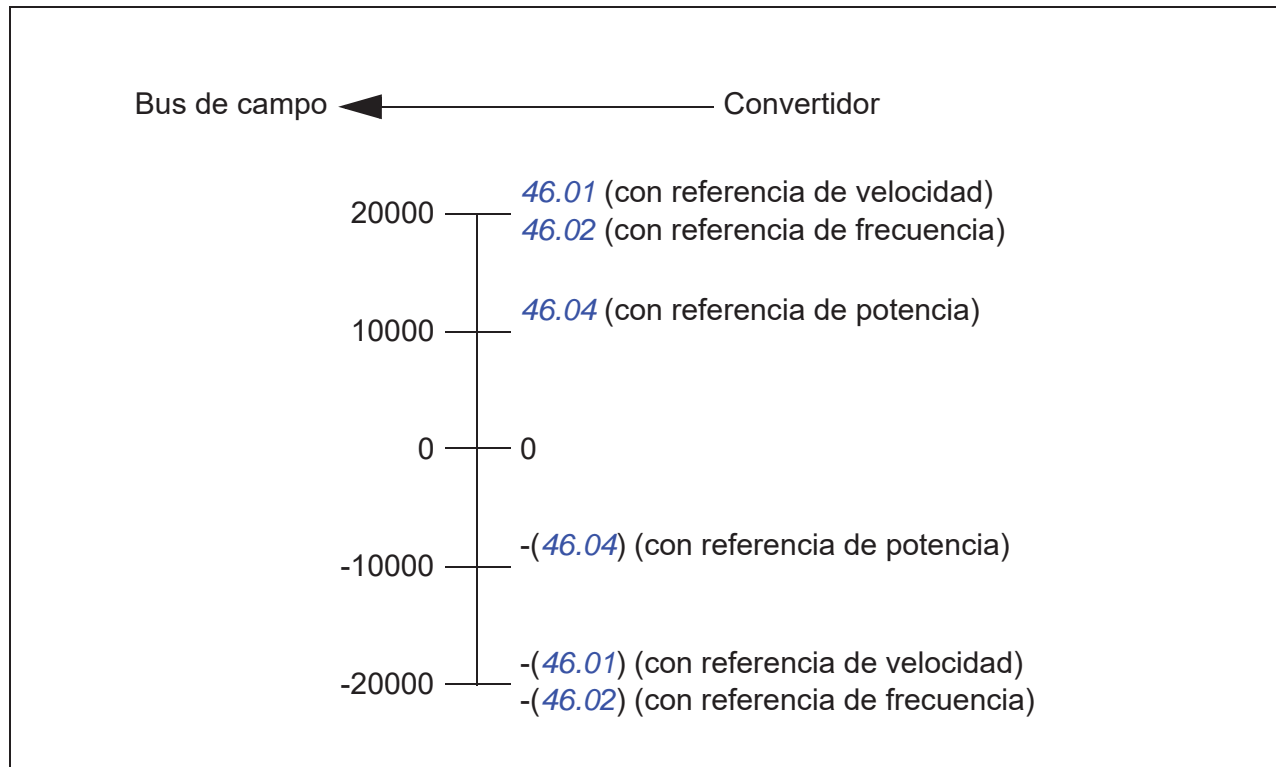 Bus de campo Convertidor
46.01 (con referencia de velocidad)
20000
46.02 (con referencia de frecuencia)
46.04 (con referencia de potencia)
10000
0 0
-(46.04) (con referencia de potencia)
-10000
-(46.01) (con referencia de velocidad)
-20000
-(46.02) (con referencia de frecuencia)